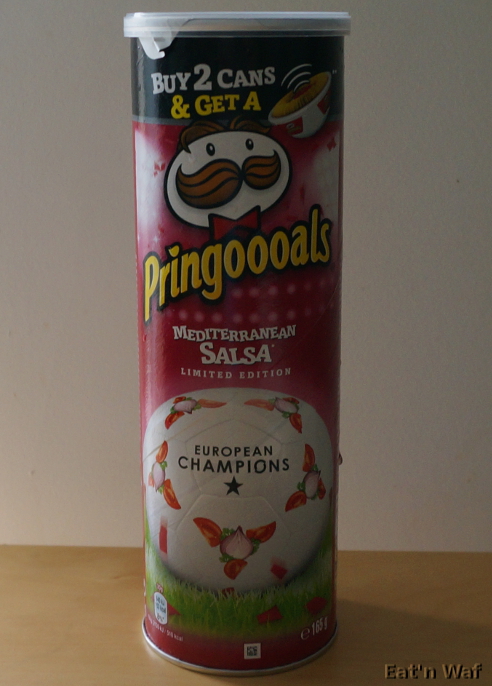 BUY 2 CANS
& GET A
Pringoooals
MEDITERRANEAN
SALSA
LIMITED EDITION
EUROPEAN
CHAMPIONS
★
℮ 165 g
Eat'n Waf